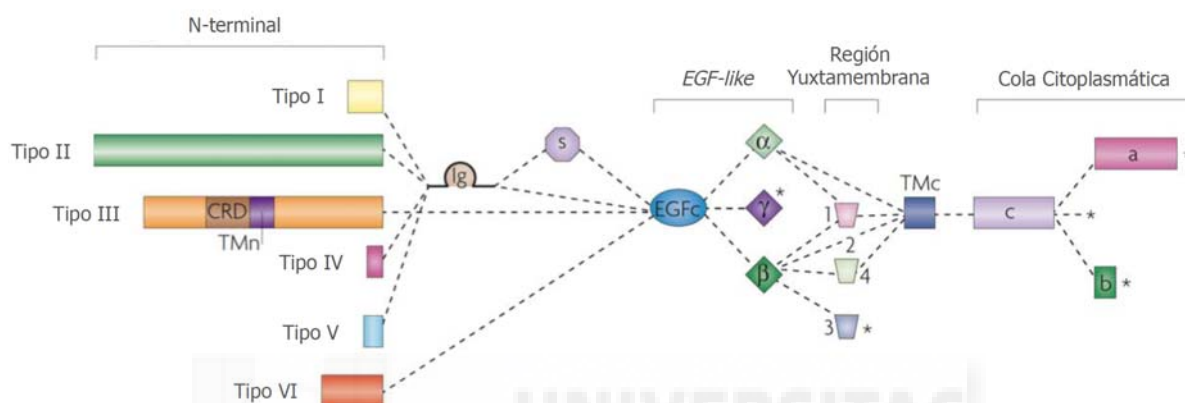 N-terminal
EGF-like
Región
Yuxtamembrana
Cola Citoplasmática
Tipo I
Tipo II
Tipo III
CRD
TMn
Tipo IV
Tipo V
Tipo VI
Ig
s
EGFc
α
γ *
β
1
2
4
3 *
TMc
c
a *
*
b *
UNIVERSITAS